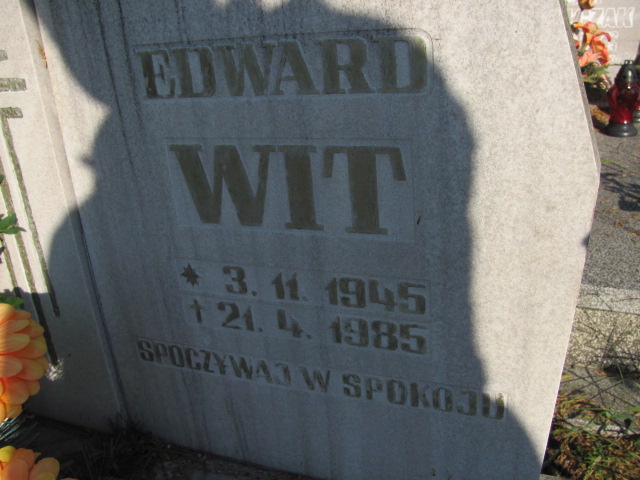 EDWARD
WIT
* 3. 11. 1945
† 21. 4. 1985
SPOCZYWAJ W SPOKOJU